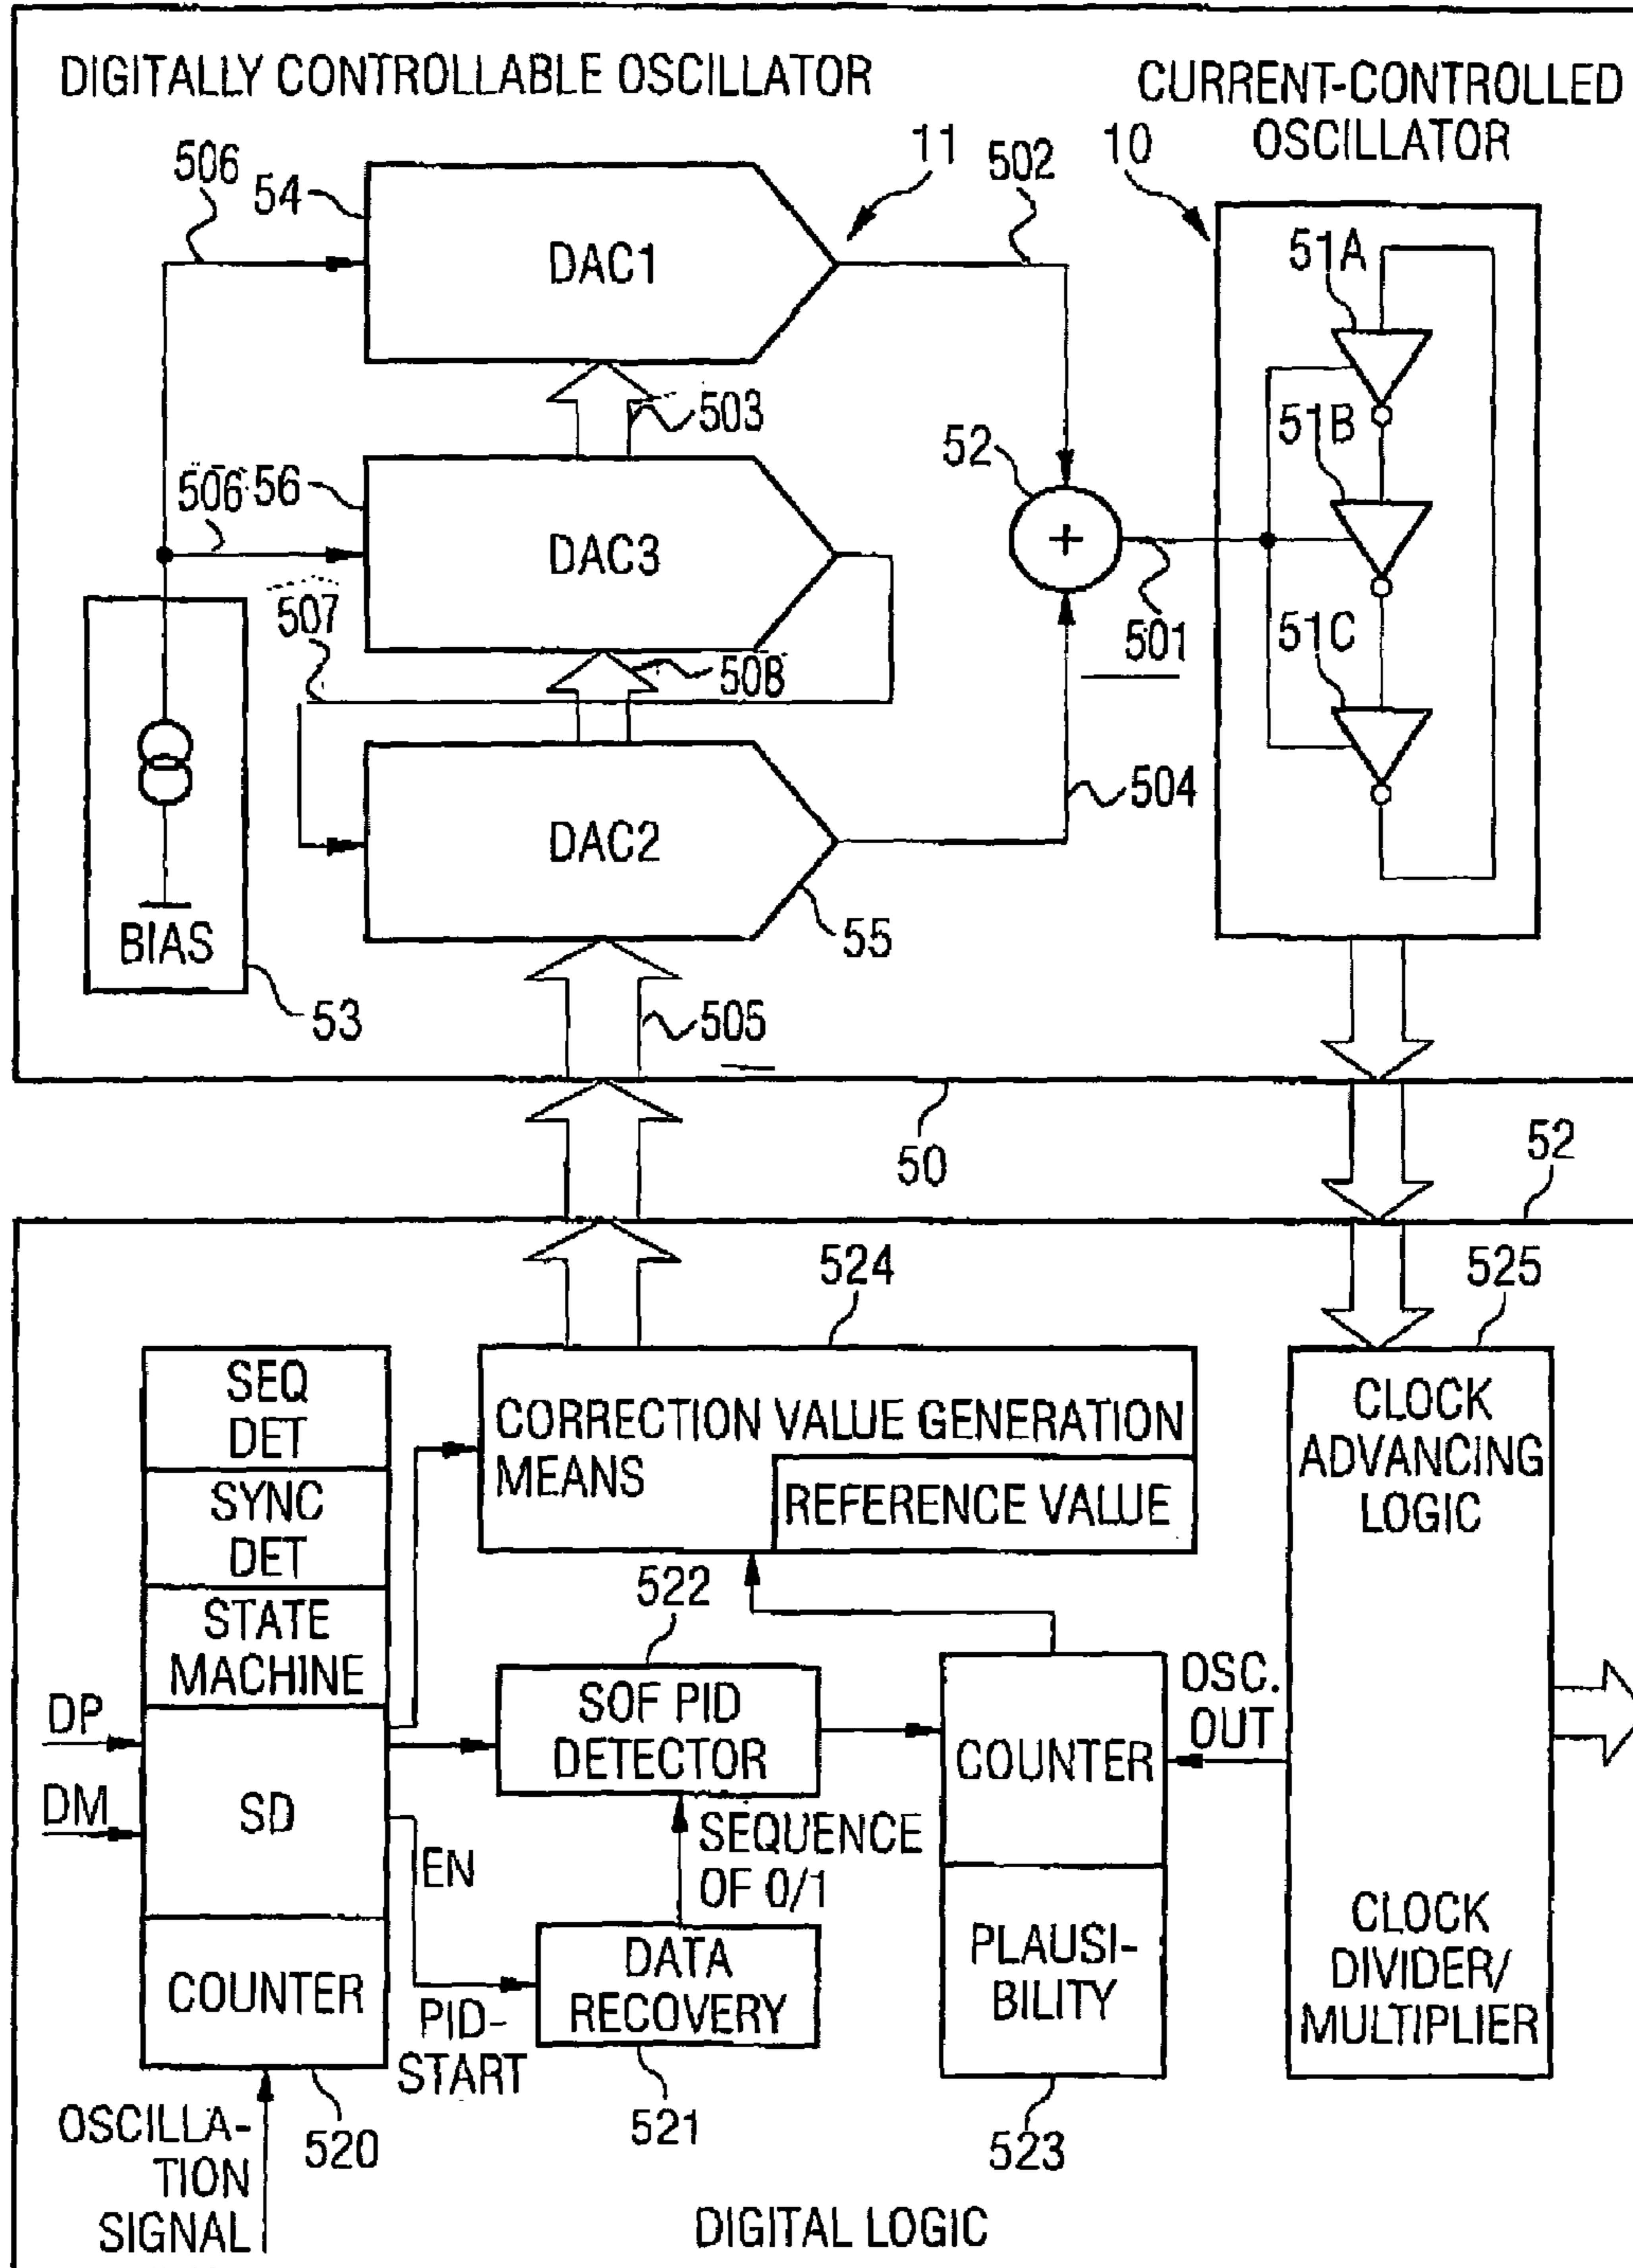 DIGITALLY CONTROLLABLE OSCILLATOR
CURRENT-CONTROLLED
OSCILLATOR
506
54
11
502
10
DAC1
51A
503
51B
52
506
56
DAC3
+
507
508
501
51C
DAC2
504
55
BIAS
53
505
50
52
524
525
SEQ
DET
SYNC
DET
STATE
MACHINE
SD
COUNTER
CORRECTION VALUE GENERATION
MEANS
REFERENCE VALUE
CLOCK
ADVANCING
LOGIC
CLOCK
DIVIDER/
MULTIPLIER
522
SOF PID
DETECTOR
DP
DM
EN
SEQUENCE
OF 0/1
COUNTER
PLAUSI-
BILITY
OSC.
OUT
DATA
RECOVERY
PID-
START
521
523
520
OSCILLA-
TION
SIGNAL
DIGITAL LOGIC